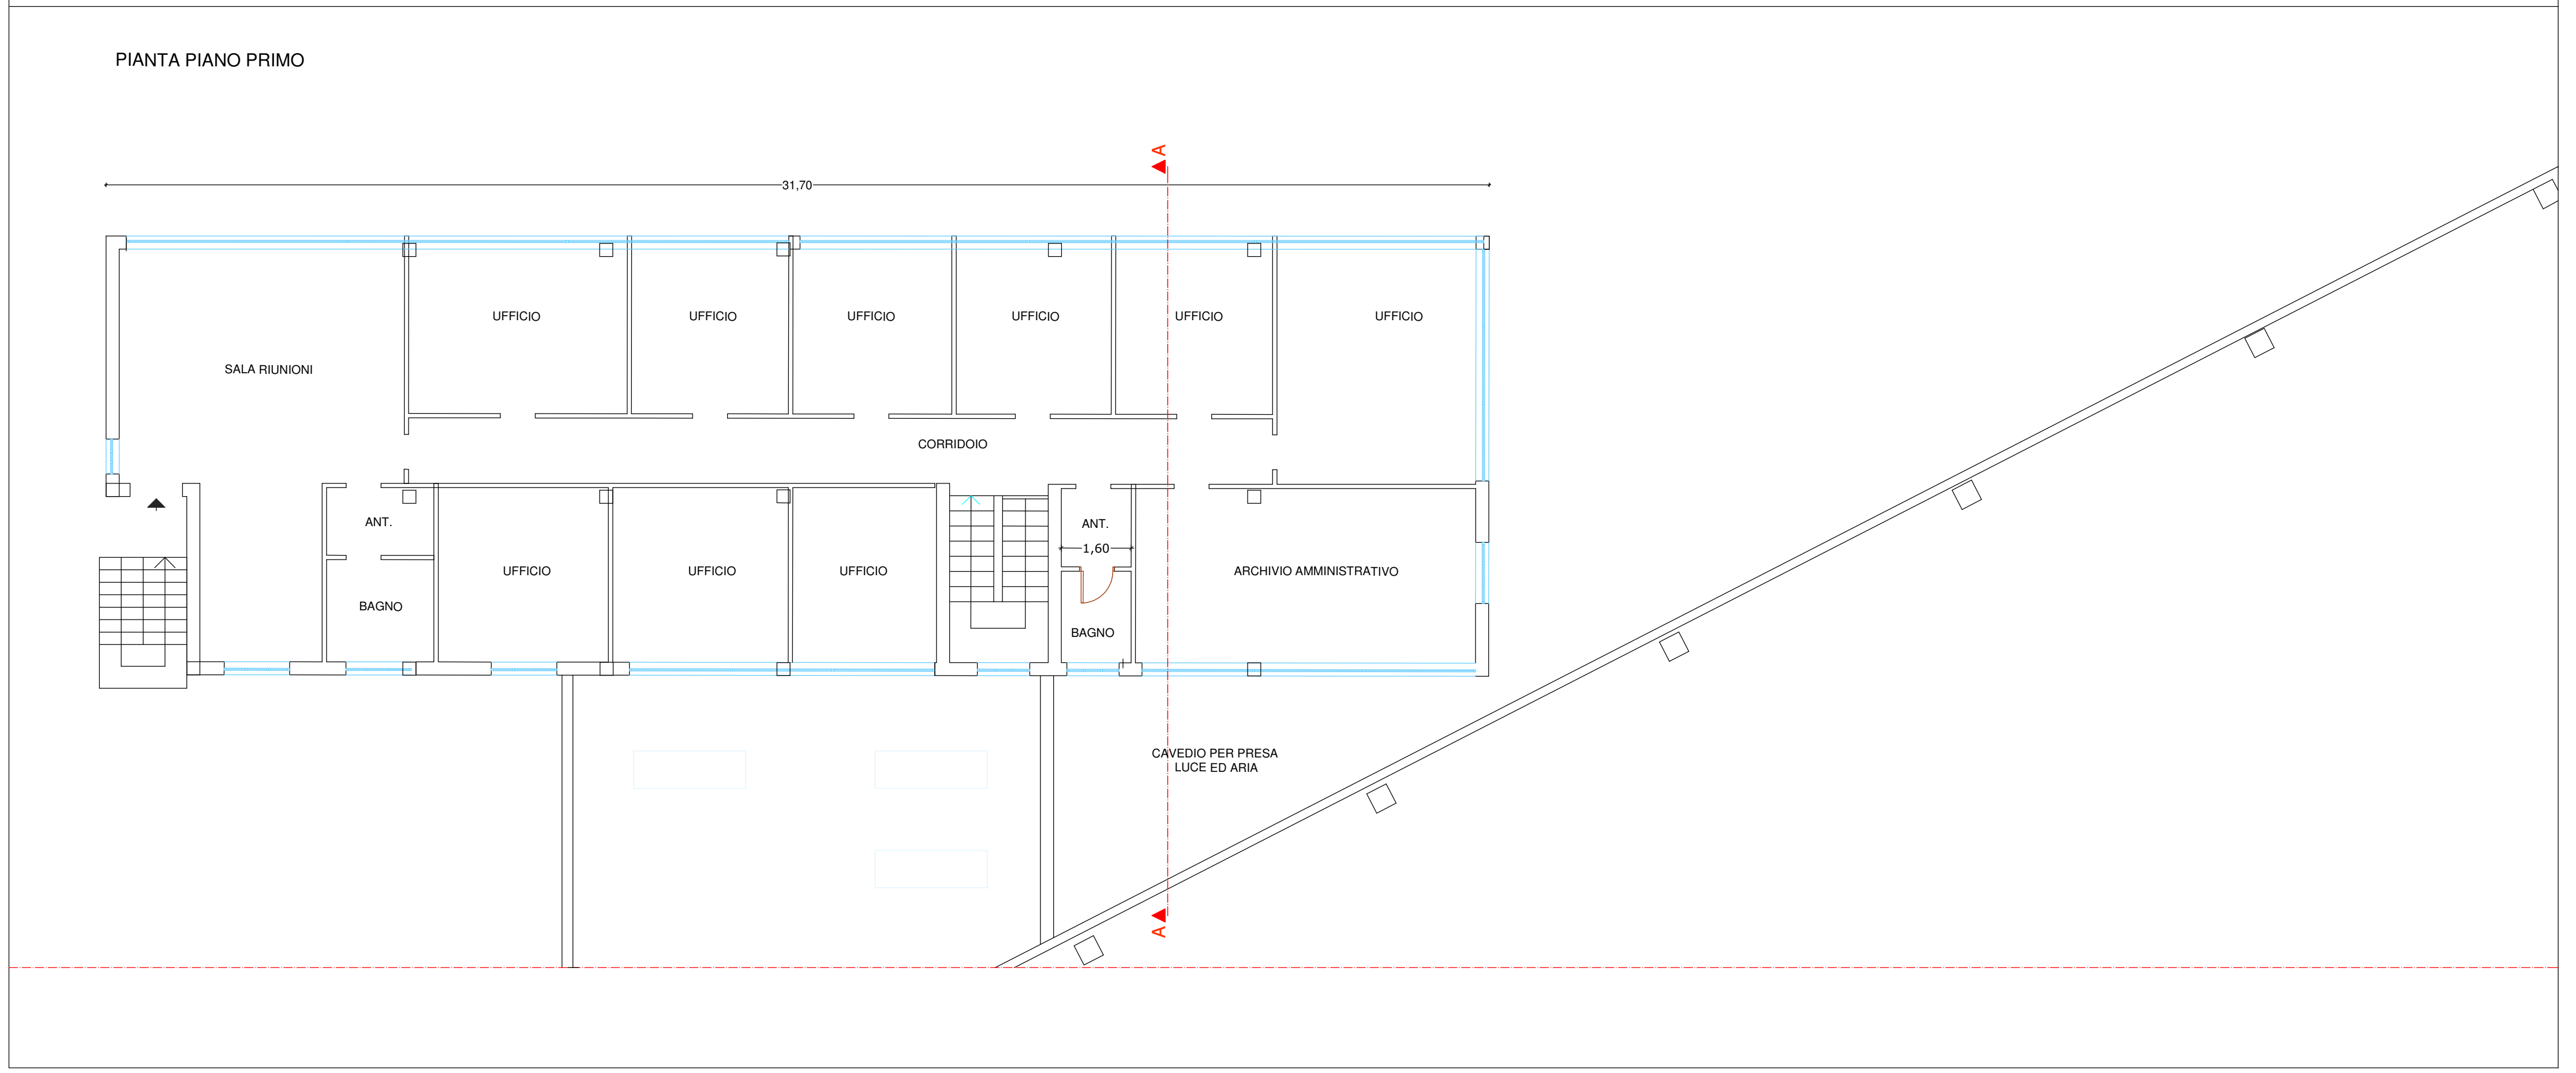 PIANTA PIANO PRIMO
A
31,70
UFFICIO
UFFICIO
UFFICIO
UFFICIO
UFFICIO
UFFICIO
SALA RIUNIONI
CORRIDOIO
ANT.
ANT.
1,60
UFFICIO
UFFICIO
UFFICIO
ARCHIVIO AMMINISTRATIVO
BAGNO
BAGNO
CAVEDIO PER PRESA
LUCE ED ARIA
A